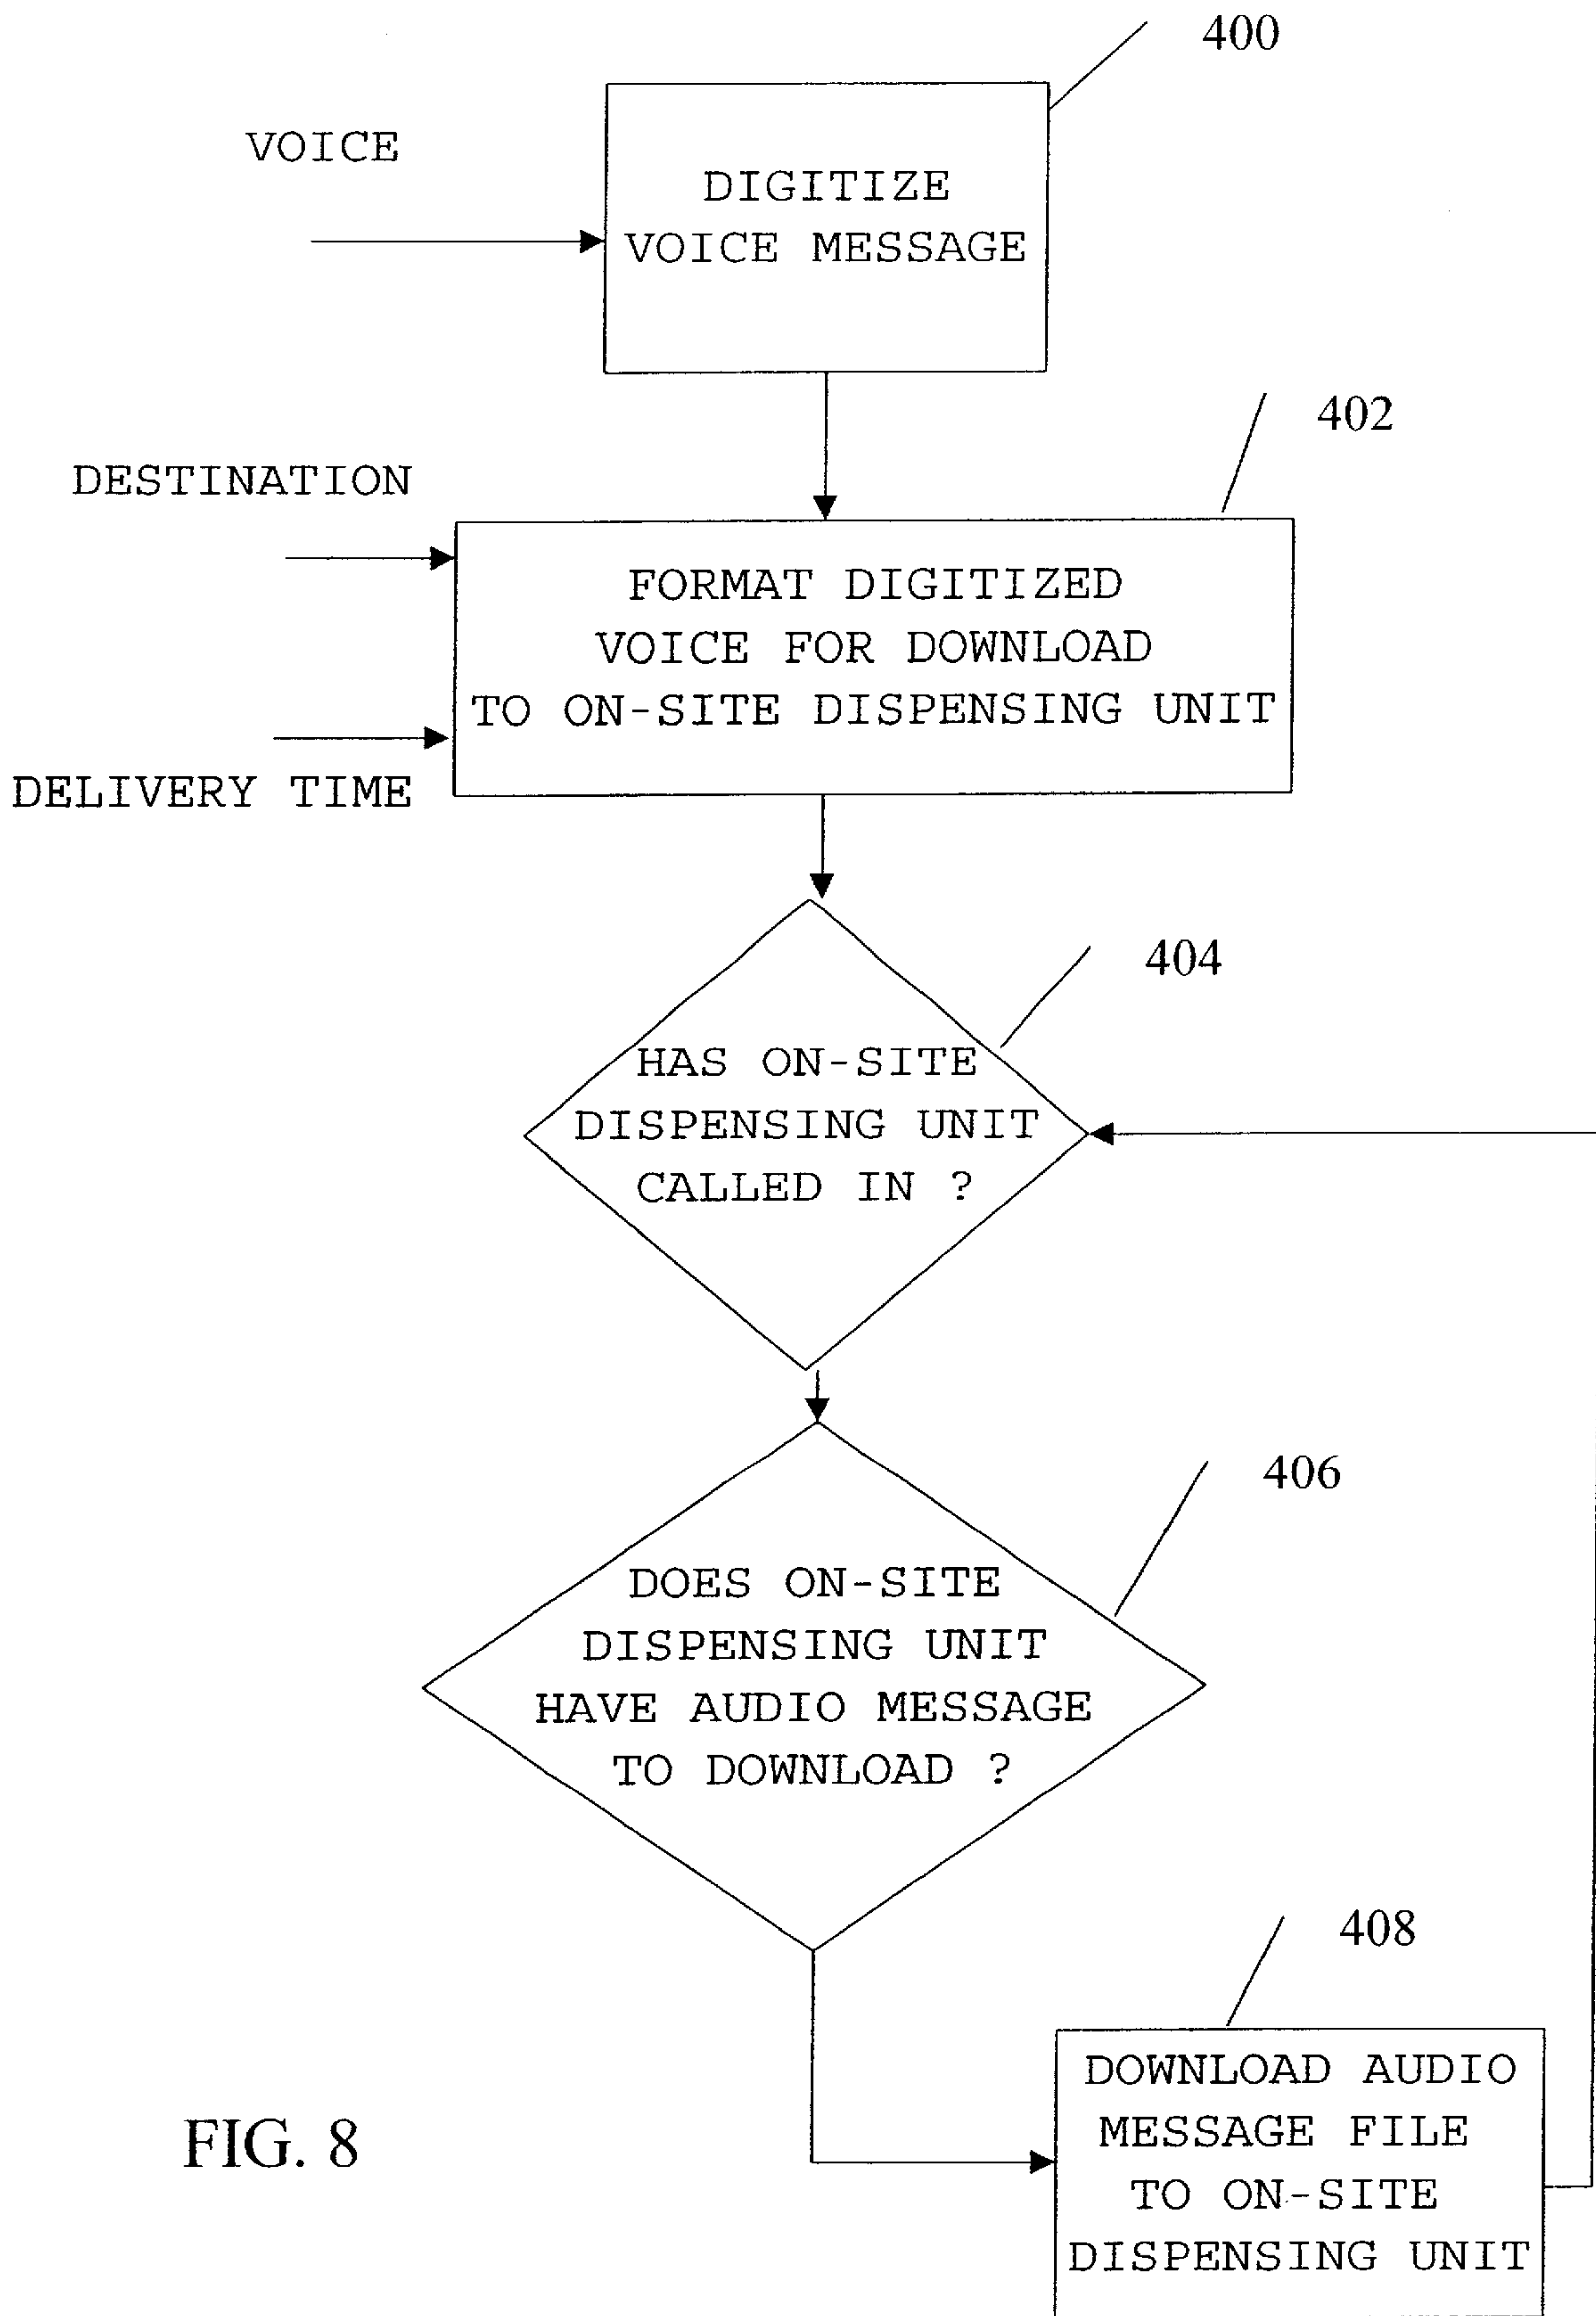 400
VOICE
DIGITIZE
VOICE MESSAGE
402
DESTINATION
FORMAT DIGITIZED
VOICE FOR DOWNLOAD
TO ON-SITE DISPENSING UNIT
DELIVERY TIME
404
HAS ON-SITE
DISPENSING UNIT
CALLED IN ?
406
DOES ON-SITE
DISPENSING UNIT
HAVE AUDIO MESSAGE
TO DOWNLOAD ?
408
DOWNLOAD AUDIO
MESSAGE FILE
TO ON-SITE
DISPENSING UNIT
FIG. 8